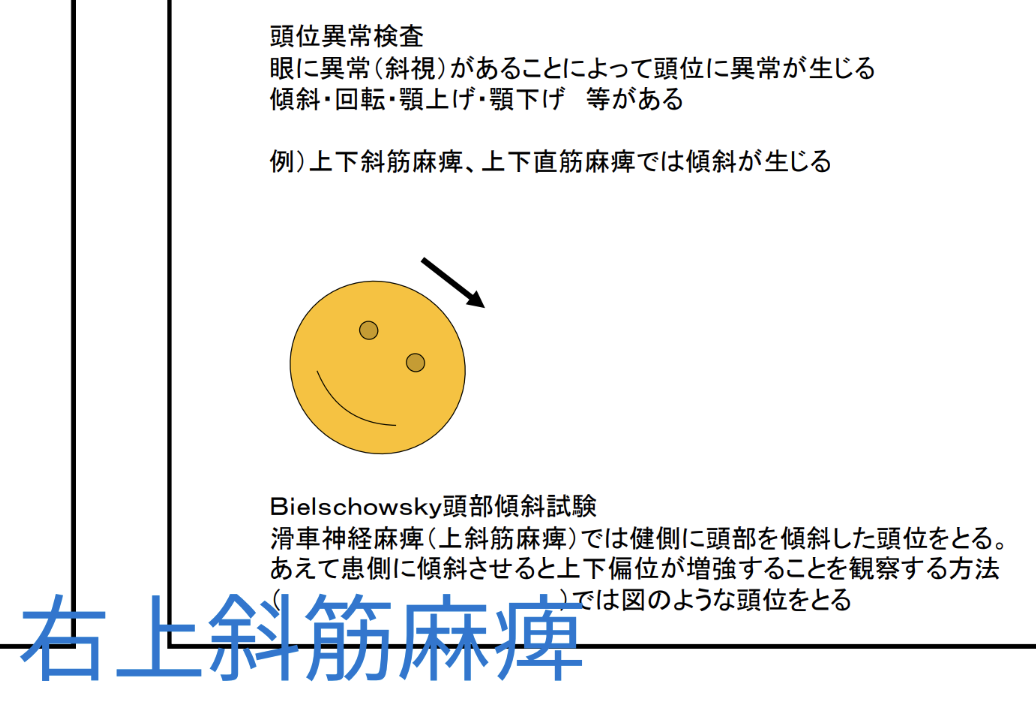 頭位異常検査
眼に異常（斜視）があることによって頭位に異常が生じる
傾斜・回転・顎上げ・顎下げ　等がある
例）上下斜筋麻痺、上下直筋麻痺では傾斜が生じる
Bielschowsky頭部傾斜試験
滑車神経麻痺（上斜筋麻痺）では健側に頭部を傾斜した頭位をとる。
あえて患側に傾斜させると上下偏位が増強することを観察する方法
（　　　　　　　　　　　）では図のような頭位をとる
右上斜筋麻痺